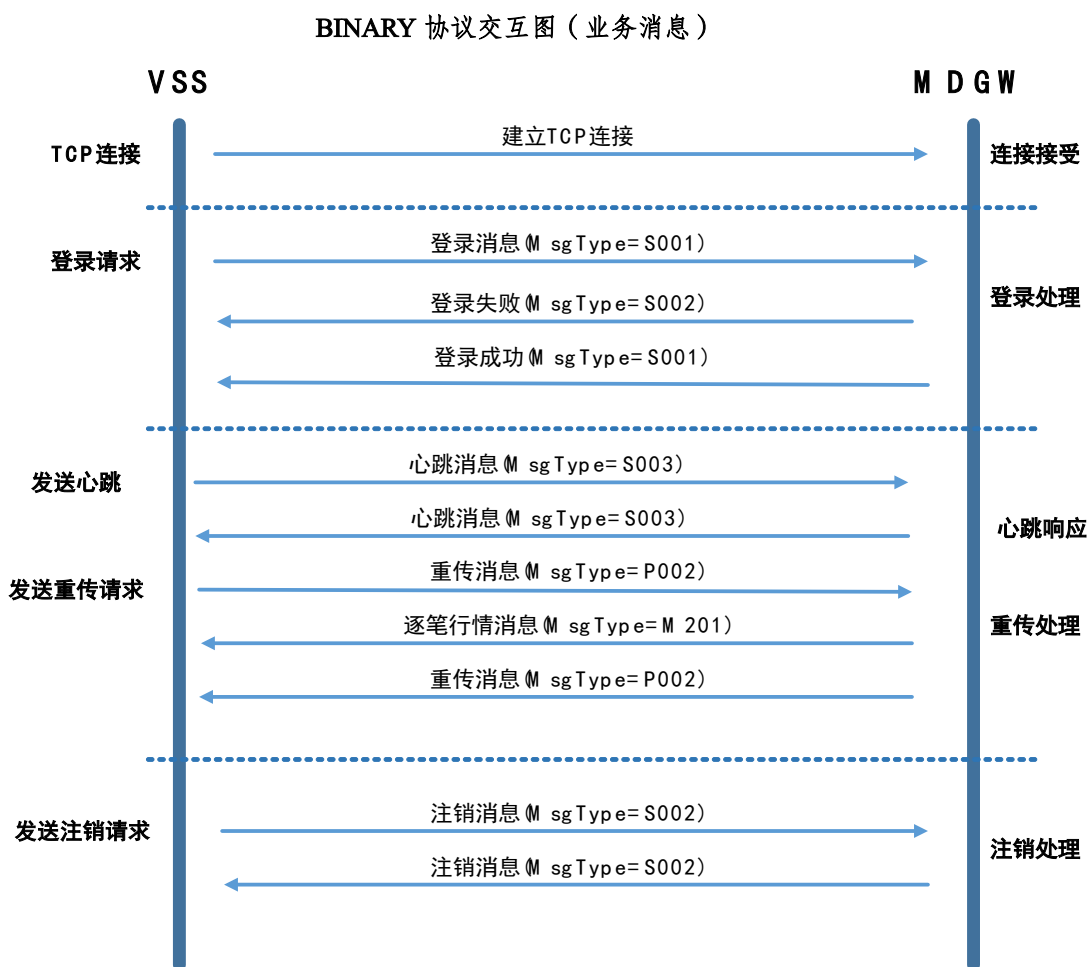 BINARY 协议交互图（业务消息）
VSS
MDGW
建立TCP连接
TCP连接
连接接受
登录消息(MsgType=S001)
登录请求
登录处理
登录失败(MsgType=S002)
登录成功(MsgType=S001)
心跳消息(MsgType=S003)
发送心跳
心跳消息(MsgType=S003)
心跳响应
重传消息(MsgType=P002)
发送重传请求
逐笔行情消息(MsgType=M201)
重传处理
重传消息(MsgType=P002)
注销消息(MsgType=S002)
发送注销请求
注销处理
注销消息(MsgType=S002)